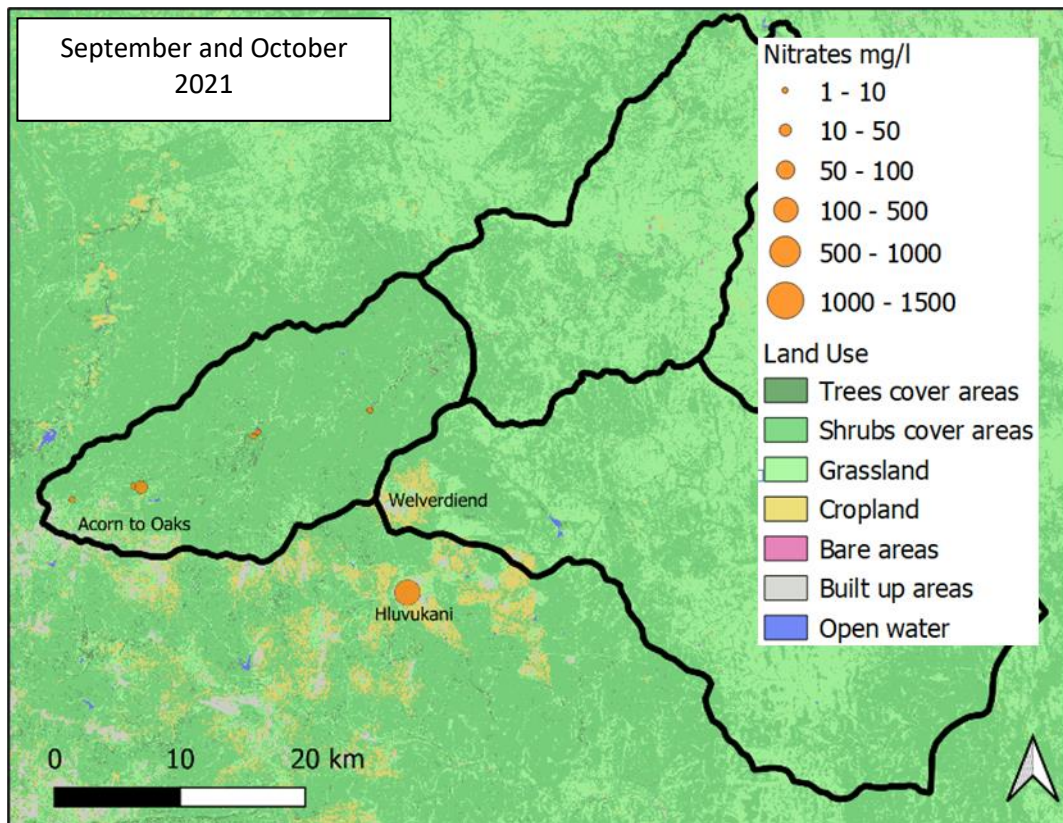 September and October
2021
Nitrates mg/l
1 - 10
10 - 50
50 - 100
100 - 500
500 - 1000
1000 - 1500
Land Use
Trees cover areas
Shrubs cover areas
Grassland
Cropland
Bare areas
Built up areas
Open water
Welverdiend
Acorn to Oaks
Hluvukani
0 10 20 km